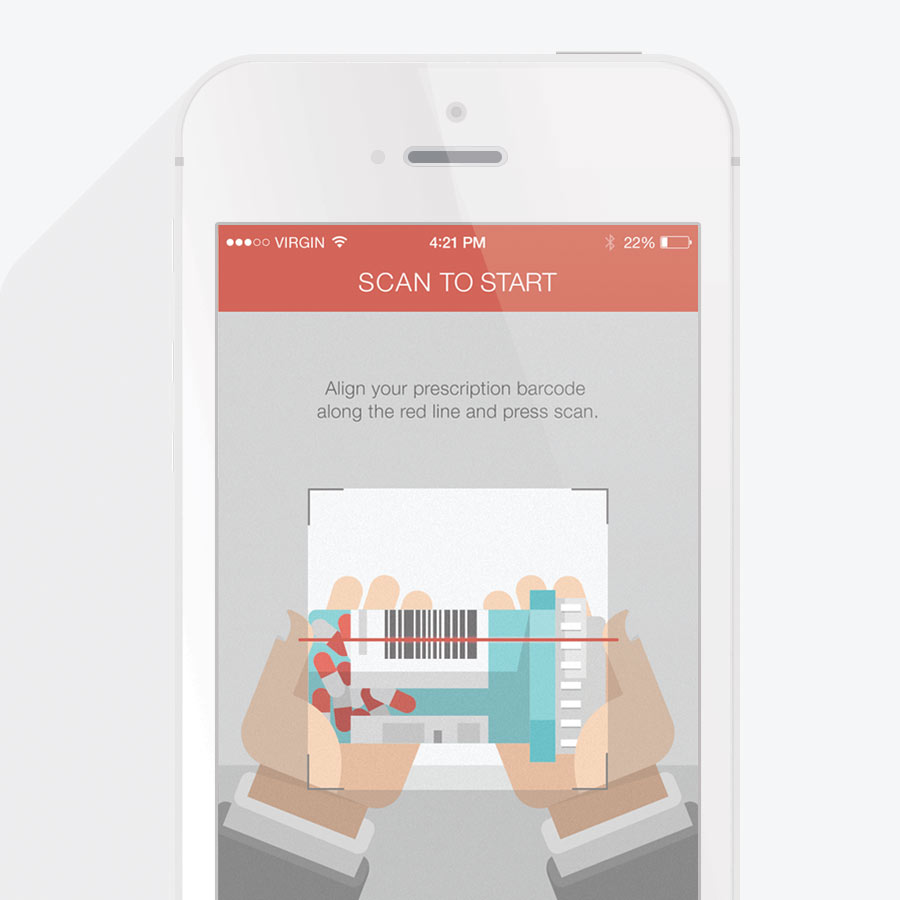 VIRGIN 4:21 PM 22%
SCAN TO START
Align your prescription barcode
along the red line and press scan.